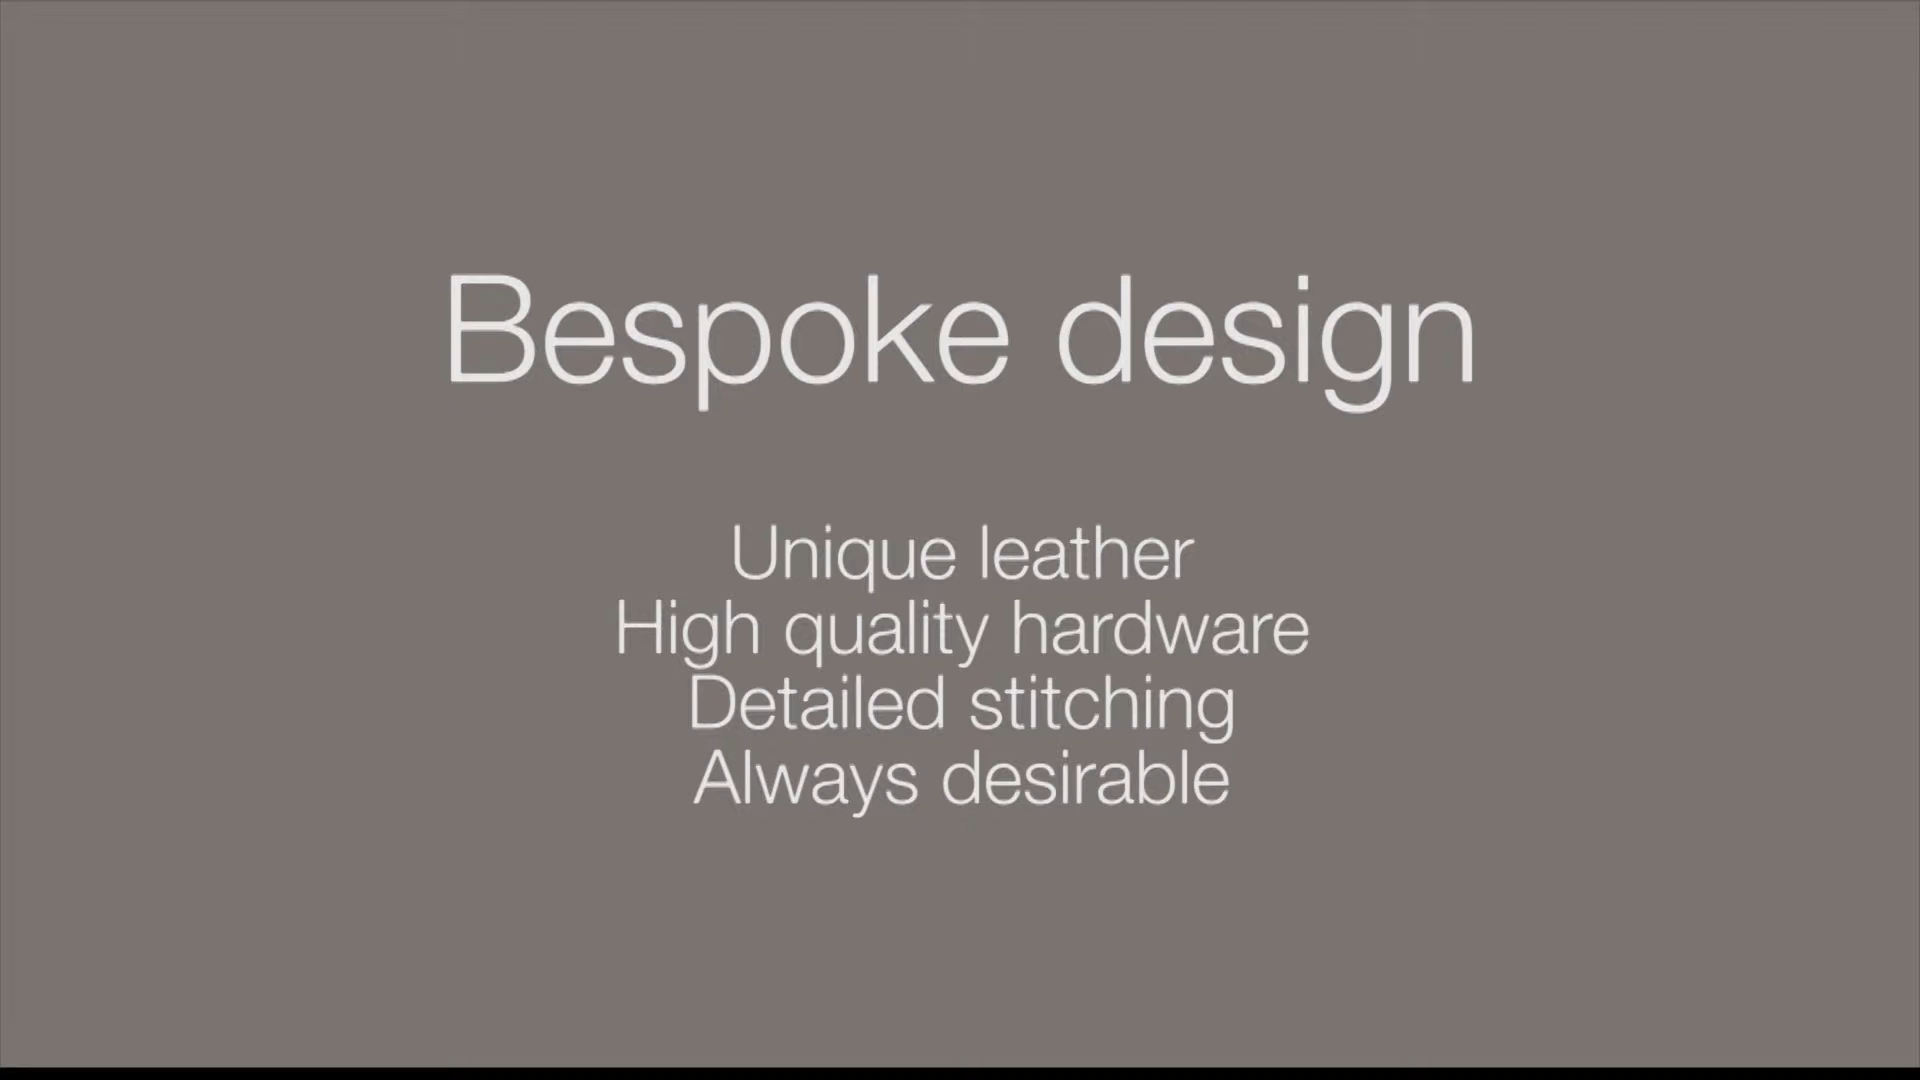 Bespoke design
Unique leather
High quality hardware
Detailed stitching
Always desirable